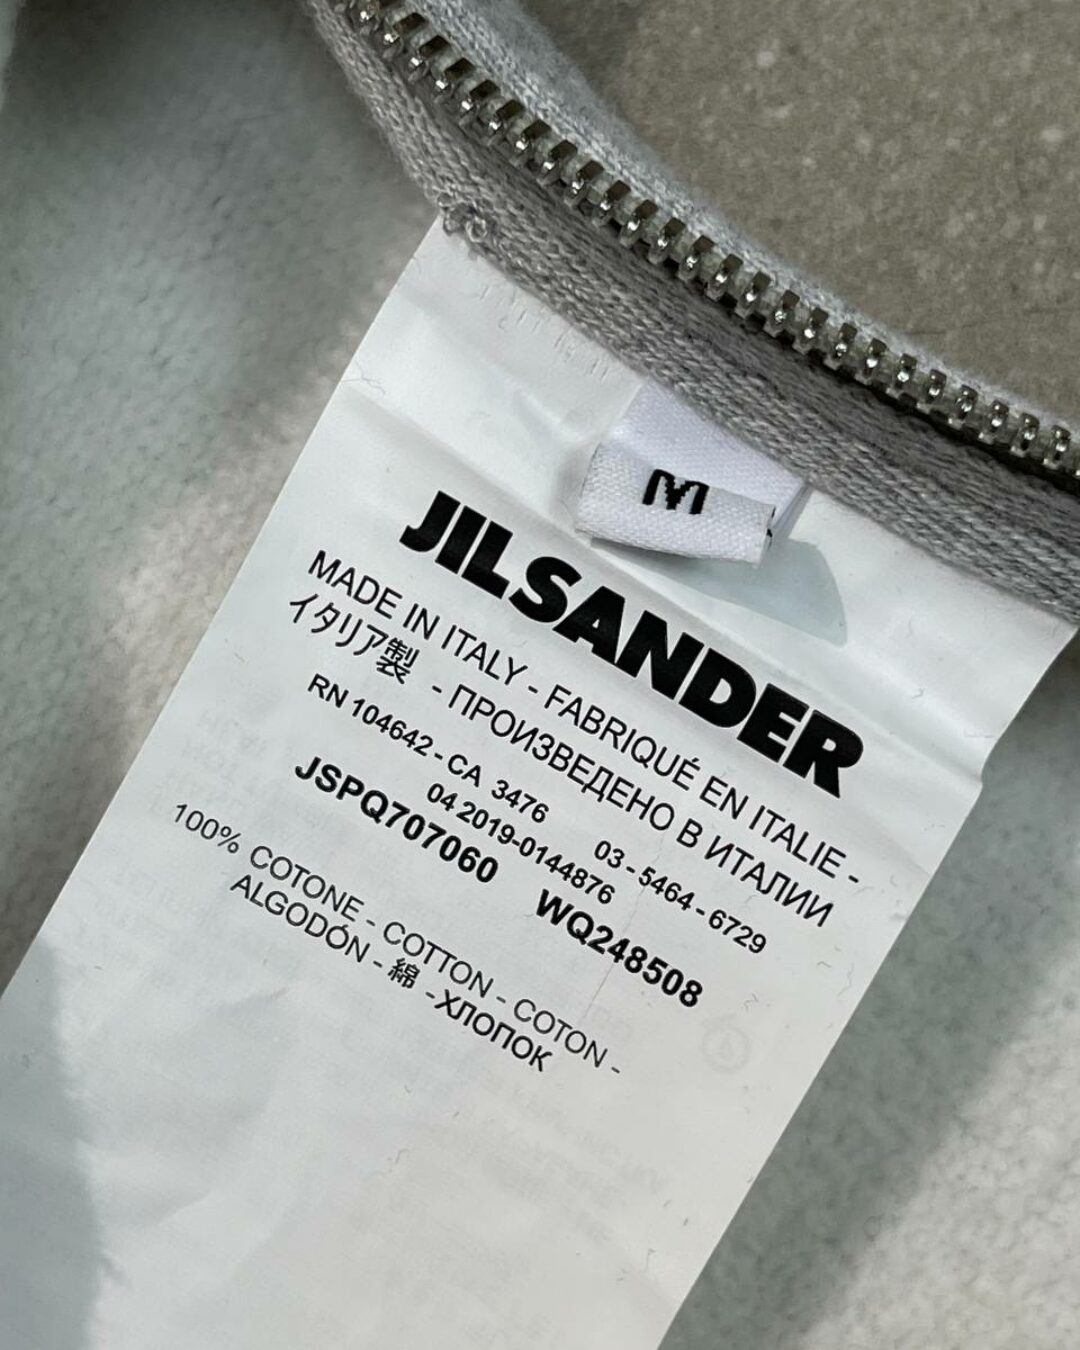 M
JILSANDER
MADE IN ITALY - FABRIQUÉ EN ITALIE -
イタリア製 - ПРОИЗВЕДЕНО В ИТАЛИИ
RN 104642 - CA 3476 03 - 5464 - 6729
04 2019-0144876
JSPQ707060 WQ248508
100% COTONE - COTTON - COTON -
ALGODÓN - 綿 -ХЛОПОК